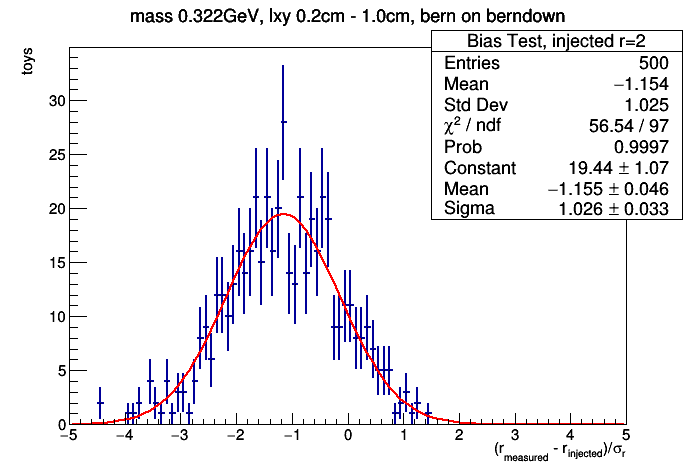 mass 0.322GeV, lxy 0.2cm - 1.0cm, bern on berndown
toys
Bias Test, injected r=2
Entries 500
Mean −1.154
Std Dev 1.025
χ² / ndf 56.54 / 97
Prob 0.9997
Constant 19.44 ± 1.07
Mean −1.155 ± 0.046
Sigma 1.026 ± 0.033
30
25
20
15
10
5
0
−5 −4 −3 −2 −1 0 1 2 3 4 5
(r_measured - r_injected)/σ_r